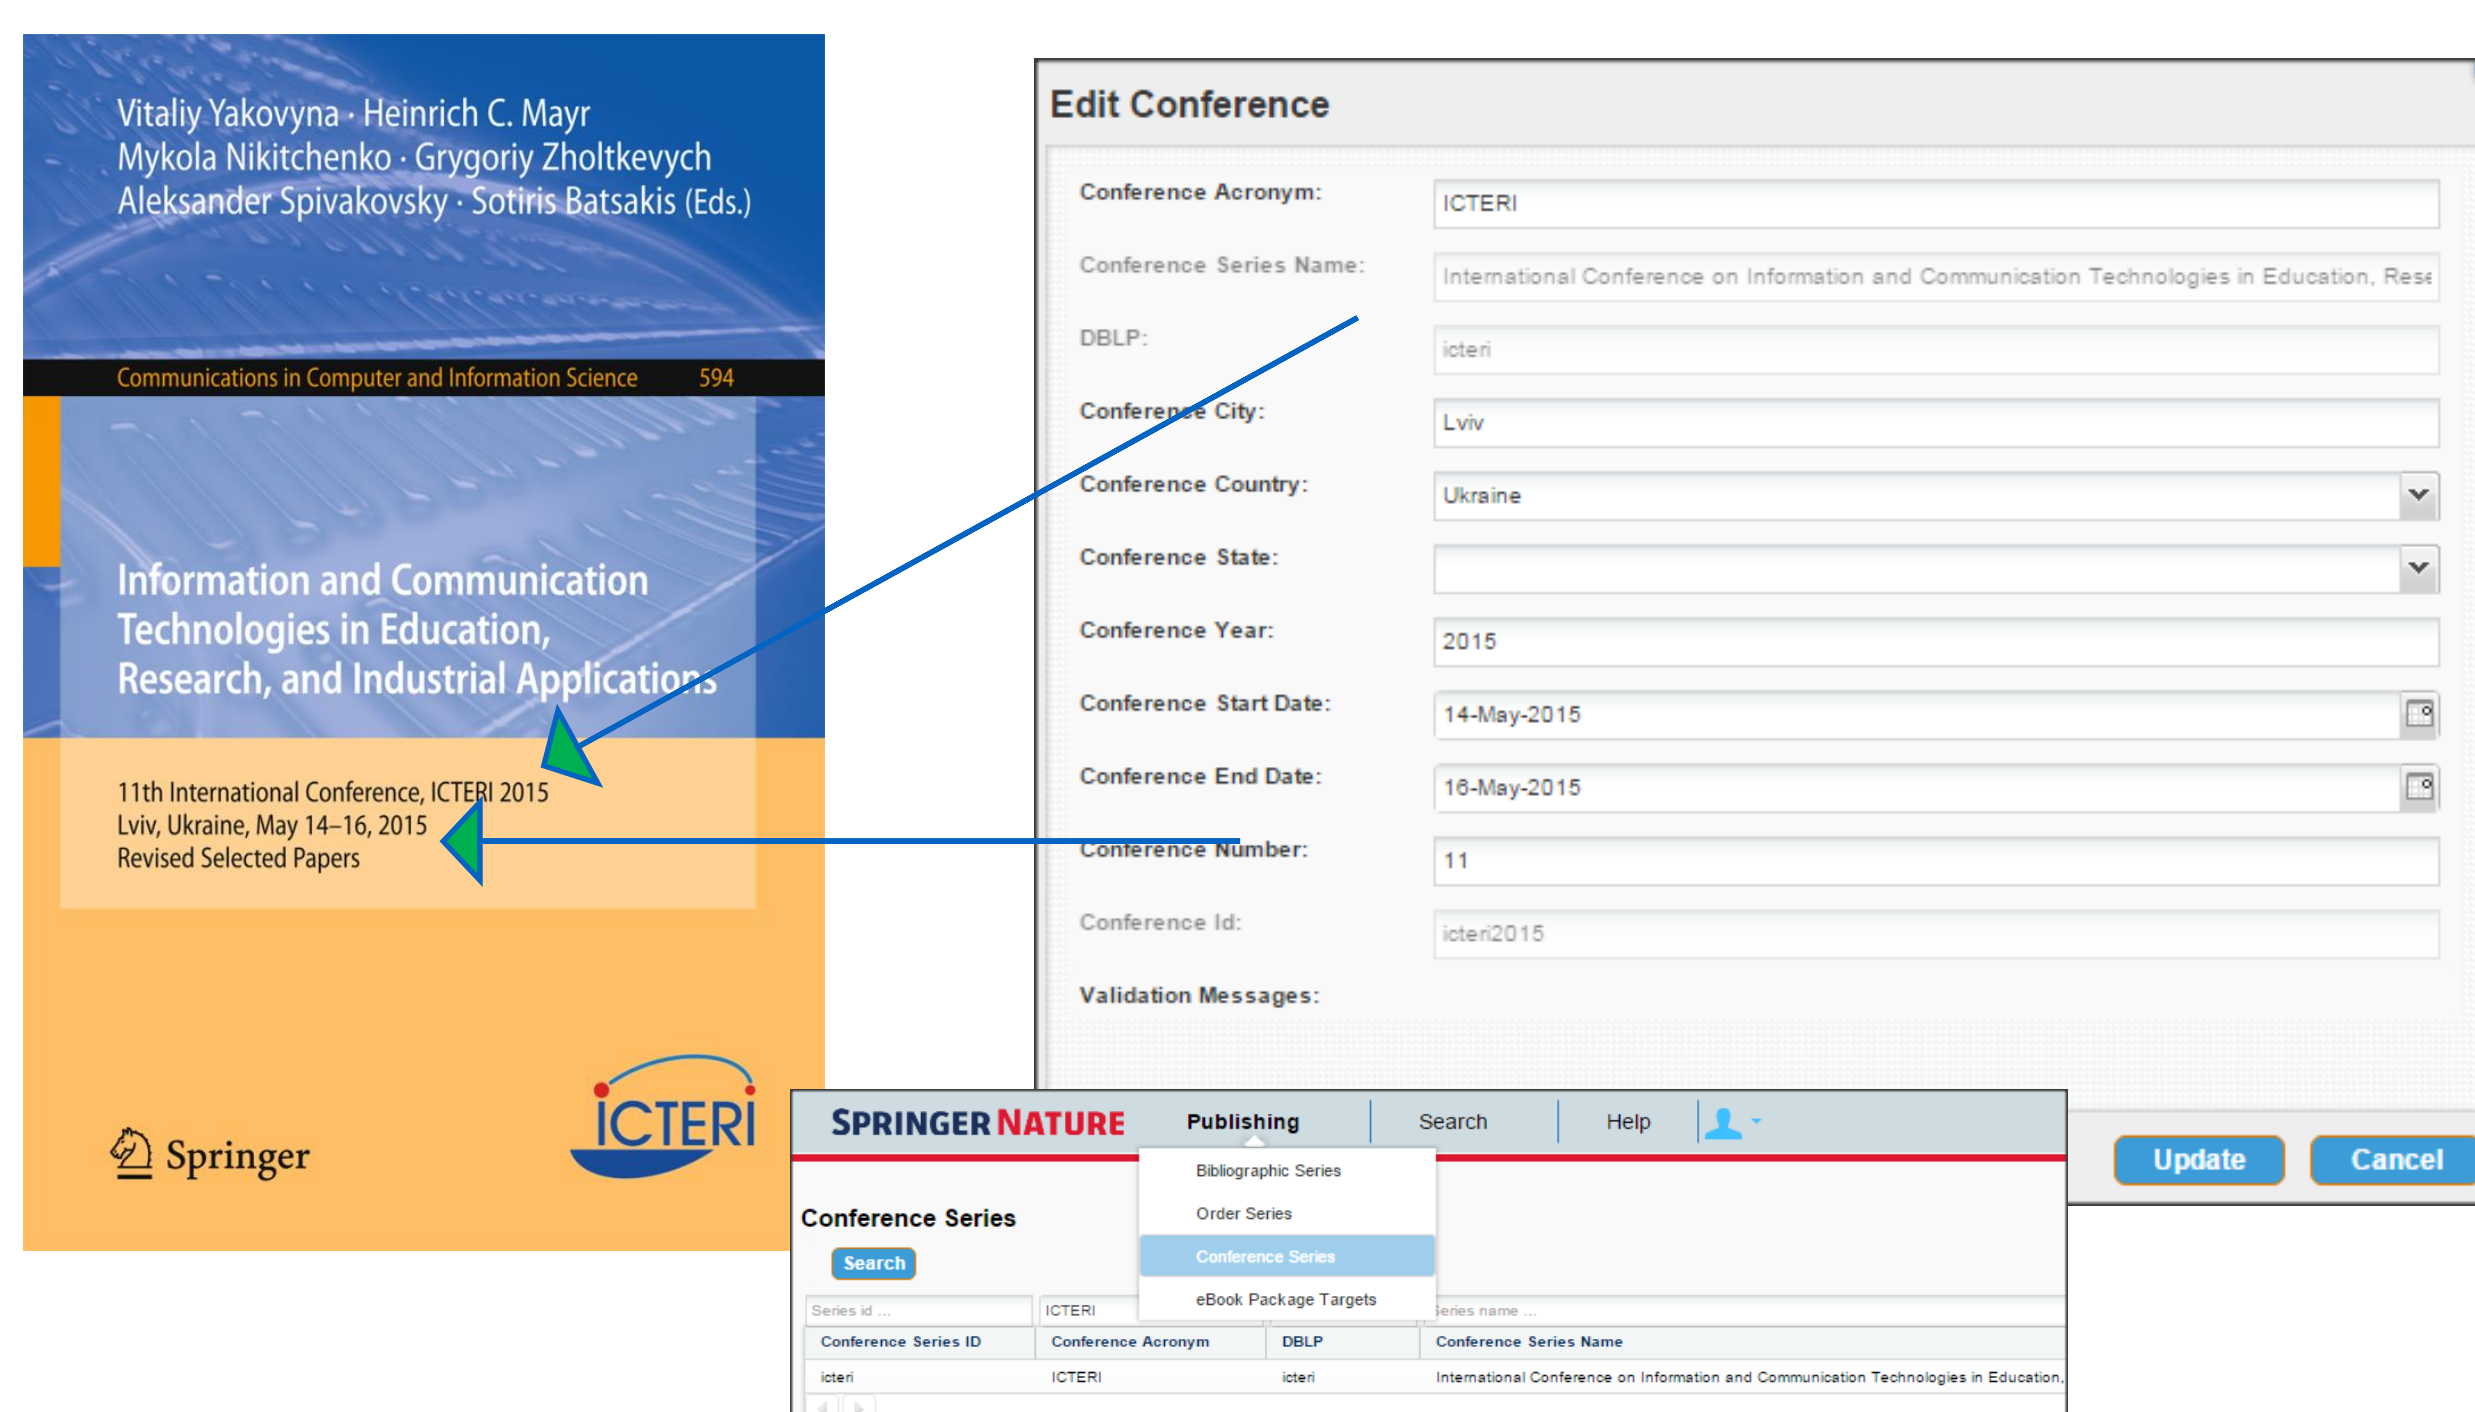 Vitaliy Yakovyna · Heinrich C. Mayr
Mykola Nikitchenko · Grygoriy Zholtkevych
Aleksander Spivakovsky · Sotiris Batsakis (Eds.)
Communications in Computer and Information Science 594
Information and Communication
Technologies in Education,
Research, and Industrial Applications
11th International Conference, ICTERI 2015
Lviv, Ukraine, May 14–16, 2015
Revised Selected Papers
Springer
ICTERI
Edit Conference
Conference Acronym: ICTERI
Conference Series Name: International Conference on Information and Communication Technologies in Education, Rese
DBLP: icteri
Conference City: Lviv
Conference Country: Ukraine
Conference State:
Conference Year: 2015
Conference Start Date: 14-May-2015
Conference End Date: 16-May-2015
Conference Number: 11
Conference Id: icteri2015
Validation Messages:
Update Cancel
SPRINGER NATURE Publishing Search Help
Bibliographic Series
Order Series
Conference Series
eBook Package Targets
Conference Series
Search
Series id ... ICTERI Series name ...
Conference Series ID Conference Acronym DBLP Conference Series Name
icteri ICTERI icteri International Conference on Information and Communication Technologies in Education,